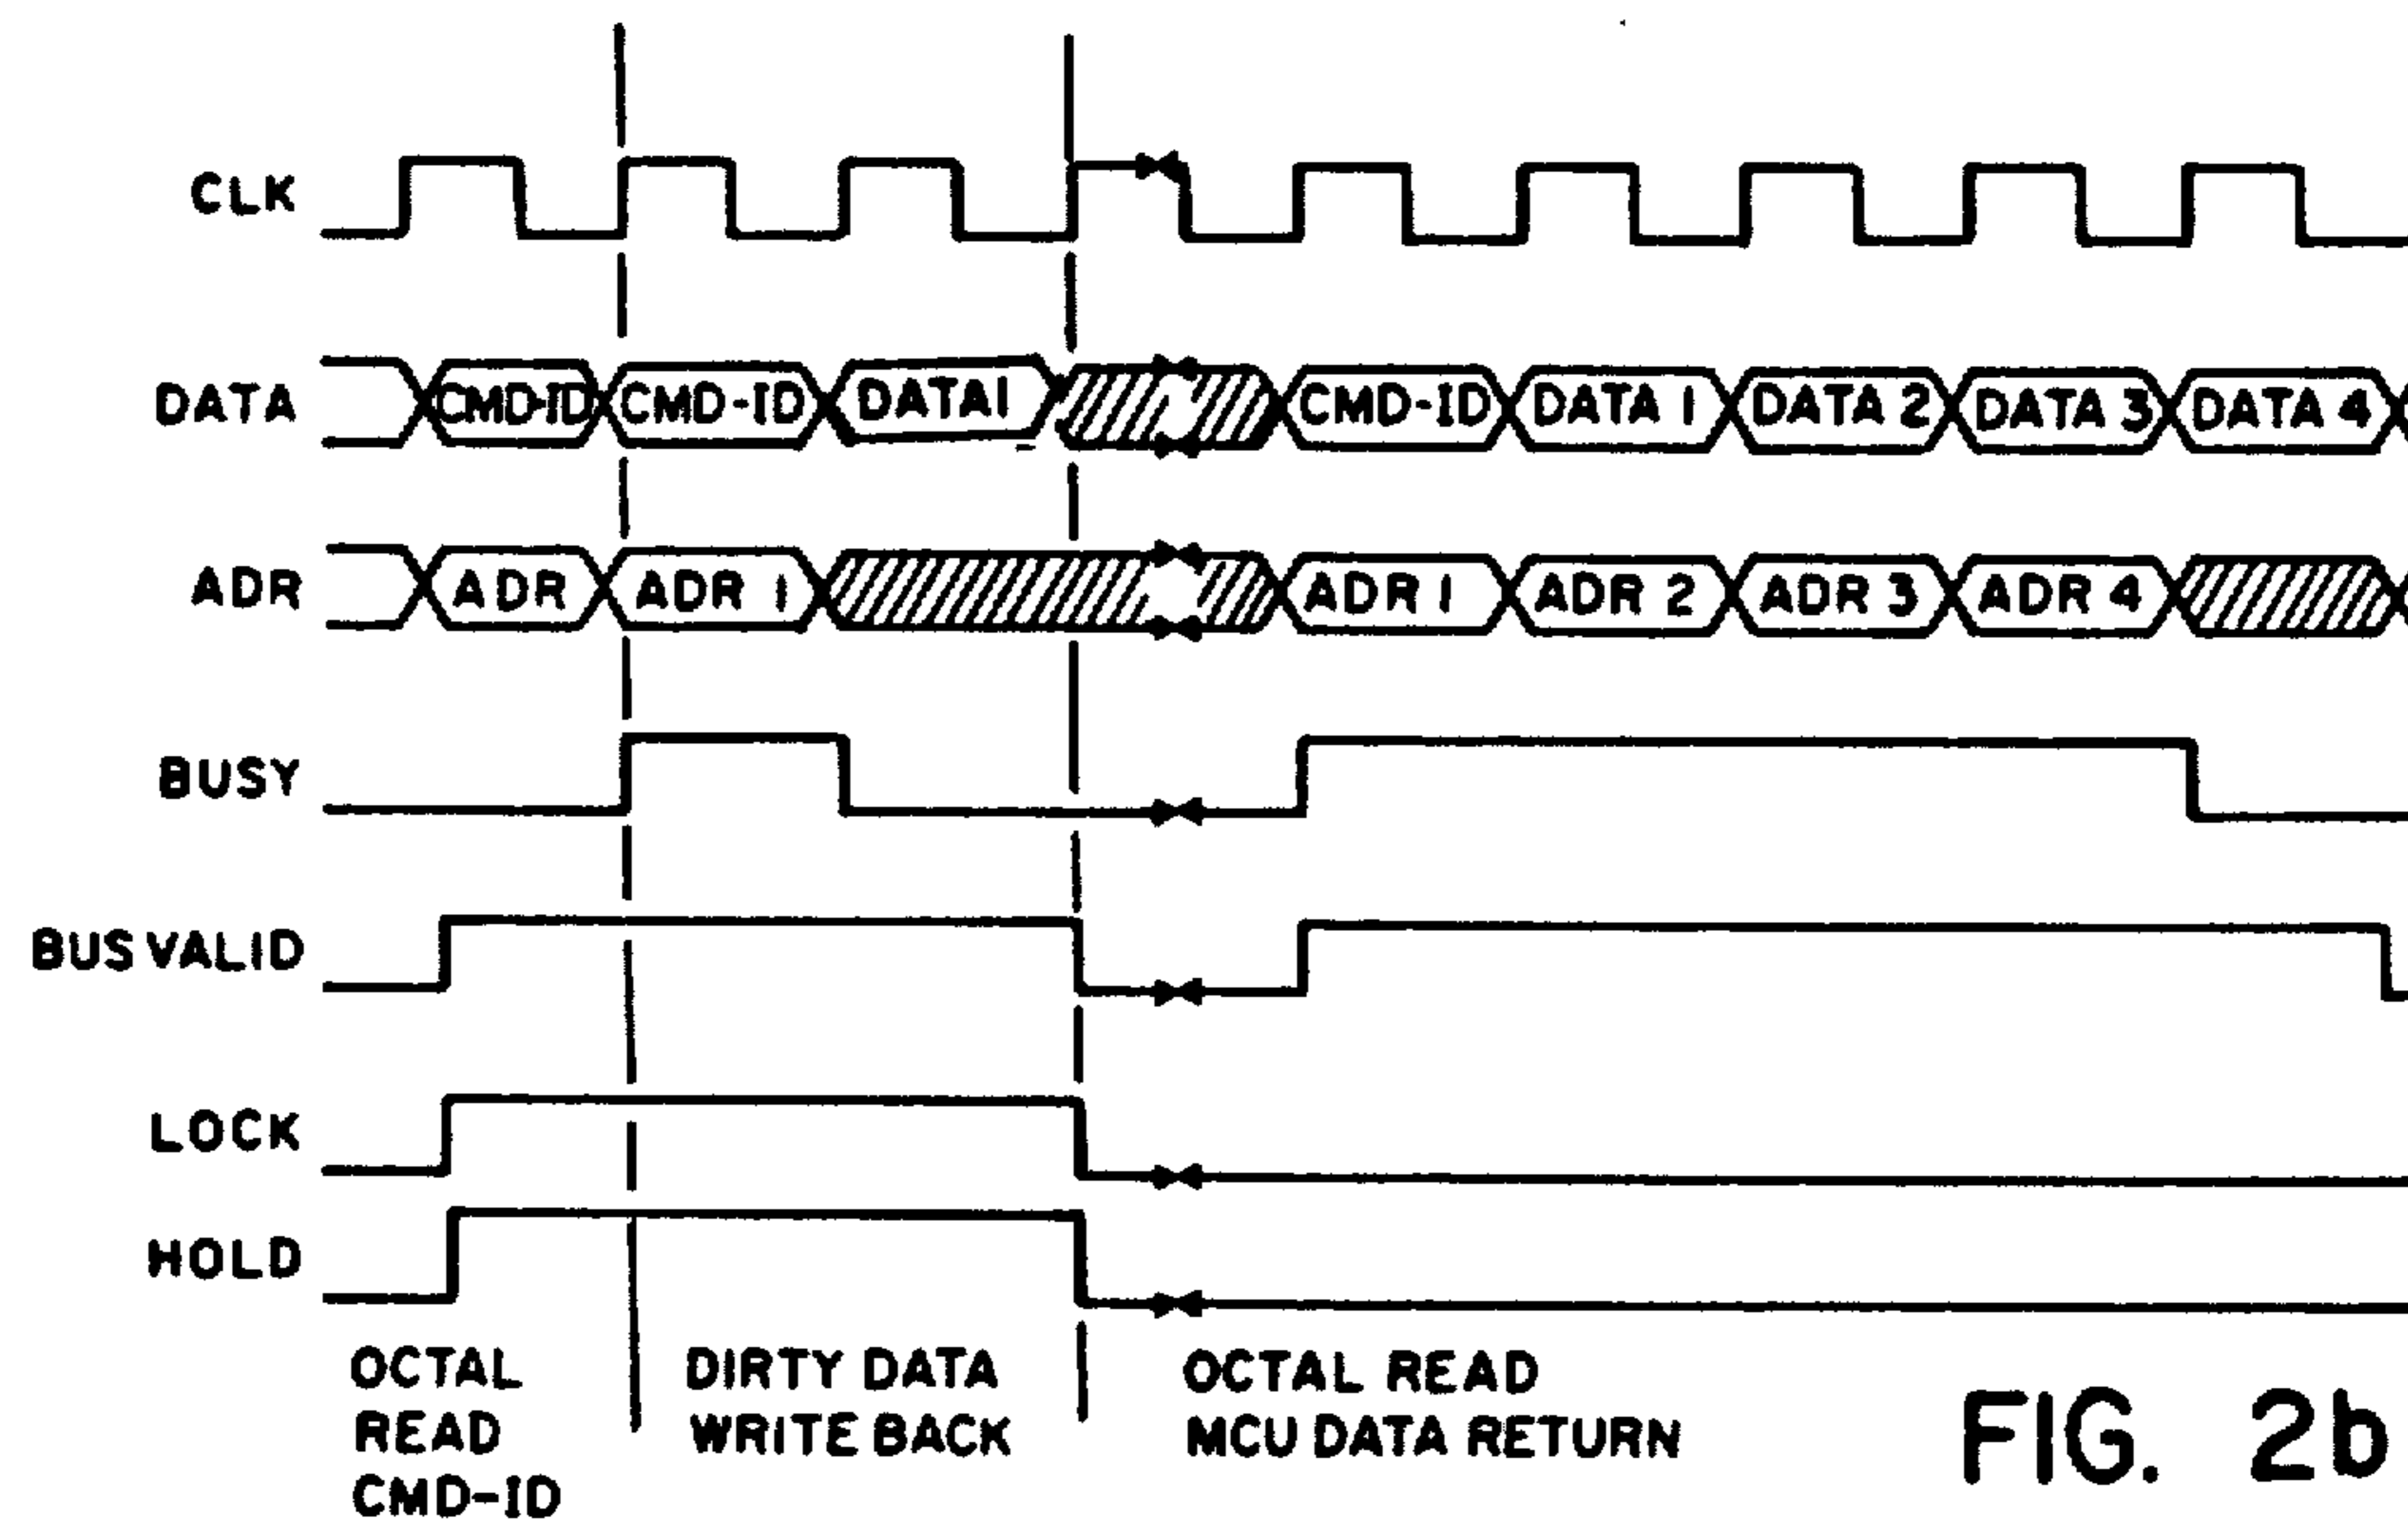 CLK
DATA CMD-ID CMD-ID DATA1 CMD-ID DATA 1 DATA 2 DATA 3 DATA 4
ADR ADR ADR 1 ADR 1 ADR 2 ADR 3 ADR 4
BUSY
BUS VALID
LOCK
HOLD
OCTAL
READ
CMD-ID
DIRTY DATA
WRITE BACK
OCTAL READ
MCU DATA RETURN
FIG. 2b